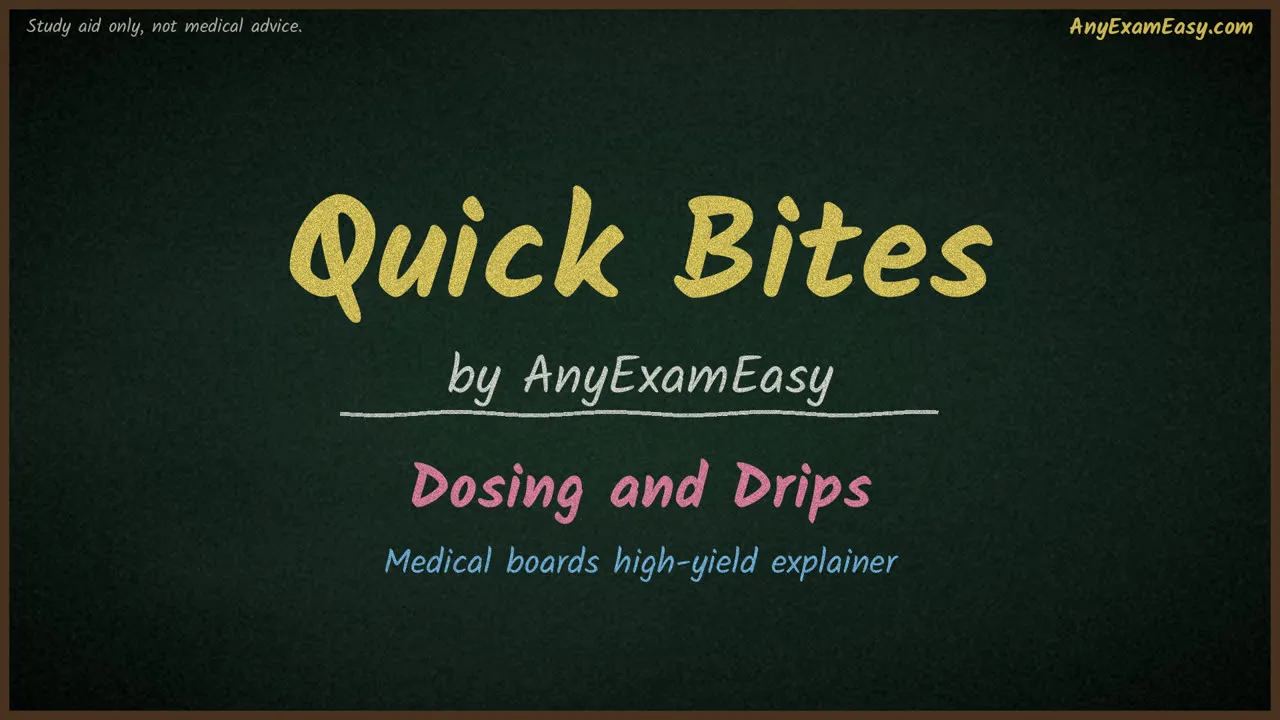 Study aid only, not medical advice.
AnyExamEasy.com
Quick Bites
by AnyExamEasy
Dosing and Drips
Medical boards high-yield explainer